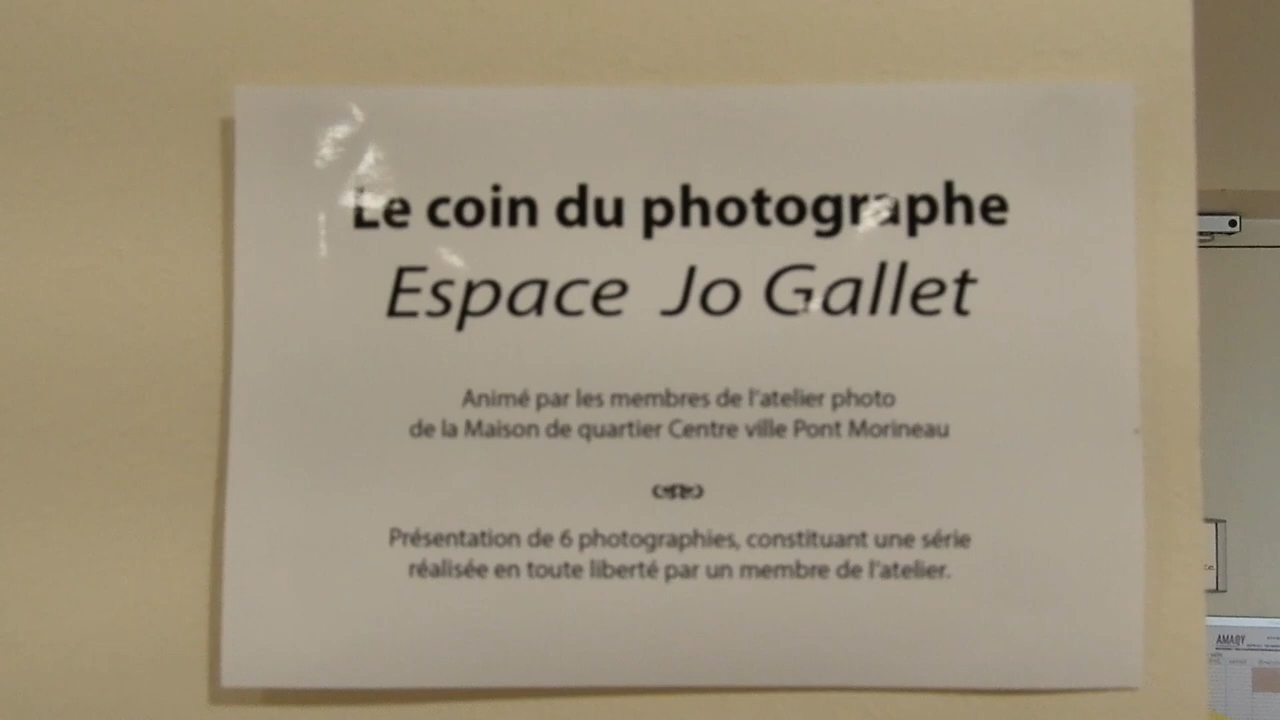 Le coin du photographe
Espace Jo Gallet
Animé par les membres de l'atelier photo
de la Maison de quartier Centre ville Pont Morineau
Présentation de 6 photographies, constituant une série
réalisée en toute liberté par un membre de l'atelier.